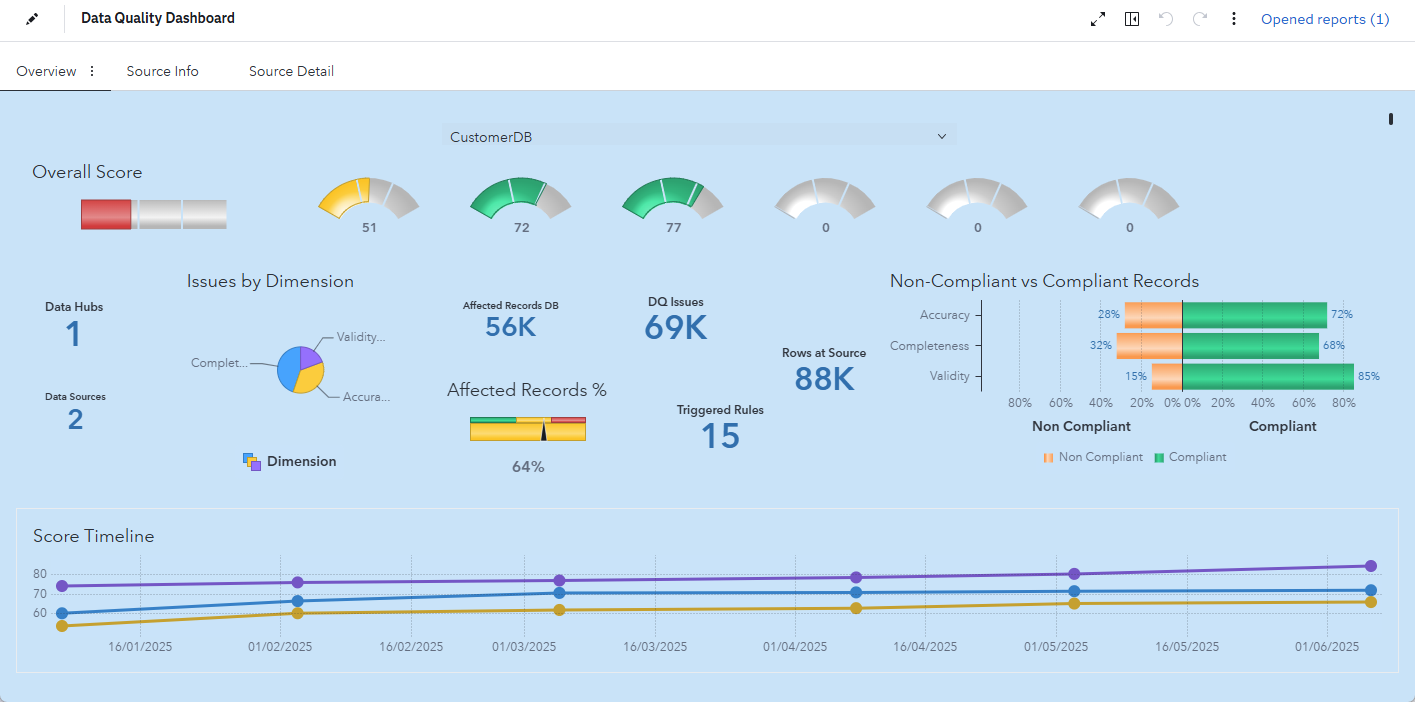 Data Quality Dashboard
Opened reports (1)
Overview
Source Info
Source Detail
CustomerDB
Overall Score
51
72
77
0
0
0
Data Hubs
1
Data Sources
2
Issues by Dimension
Validity...
Complet...
Accura...
Dimension
Affected Records DB
56K
DQ Issues
69K
Affected Records %
64%
Rows at Source
88K
Triggered Rules
15
Non-Compliant vs Compliant Records
Accuracy
28%
72%
Completeness
32%
68%
Validity
15%
85%
80% 60% 40% 20% 0% 0% 20% 40% 60% 80%
Non Compliant
Compliant
Non Compliant
Compliant
Score Timeline
80
70
60
16/01/2025 01/02/2025 16/02/2025 01/03/2025 16/03/2025 01/04/2025 16/04/2025 01/05/2025 16/05/2025 01/06/2025